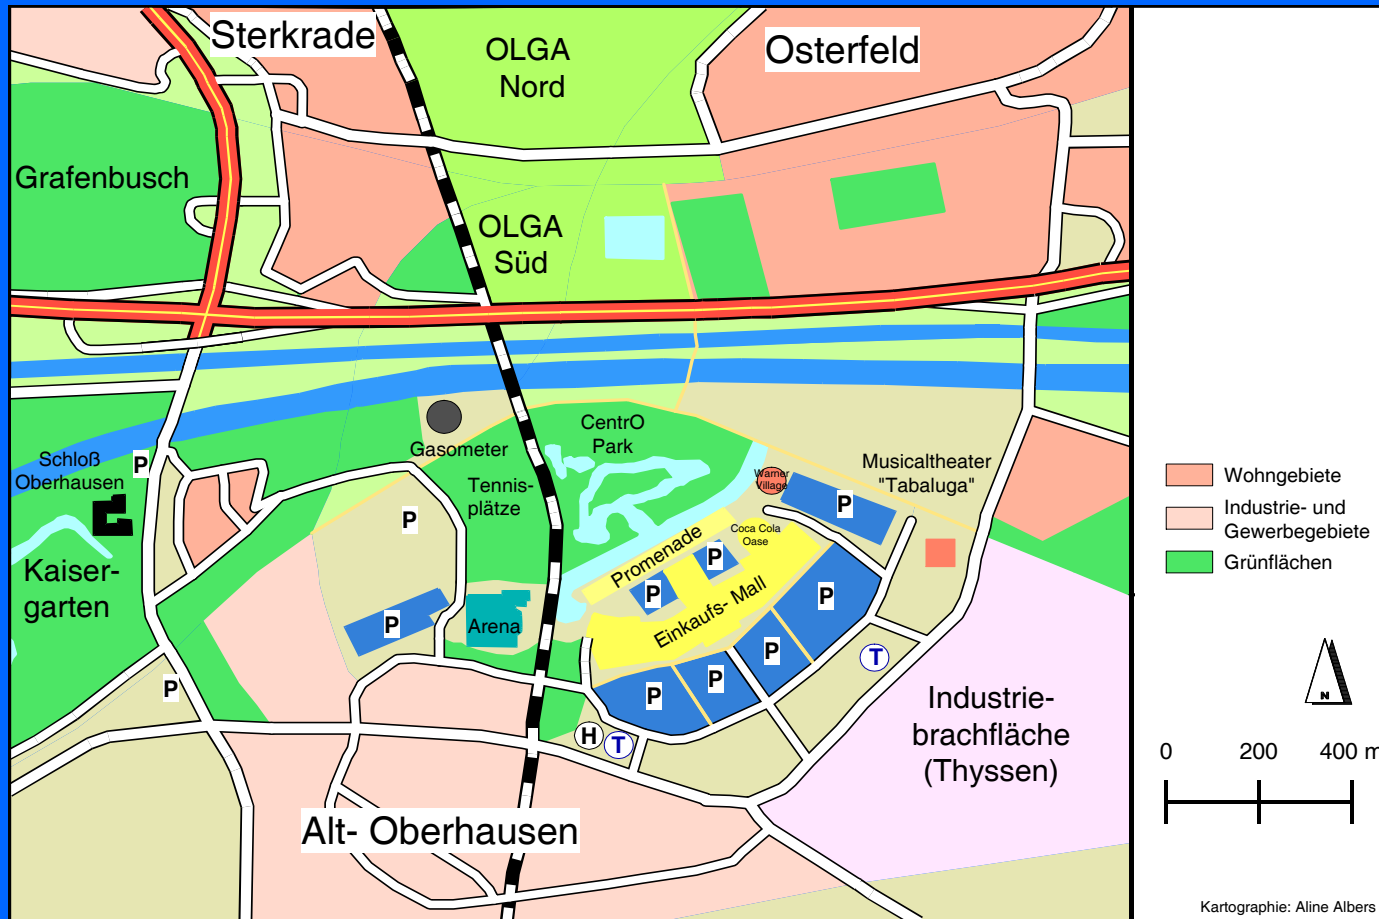 Sterkrade
OLGA
Nord
Osterfeld
Grafenbusch
OLGA
Süd
Gasometer
CentrO
Park
Schloß
Oberhausen
P
Tennis-
plätze
Musicaltheater
"Tabaluga"
Warner
Village
P
P
Coca Cola
Oase
Promenade
P
P
Kaiser-
garten
Einkaufs- Mall
P
P
Arena
P
T
P
P
P
P
H
T
Industrie-
brachfläche
(Thyssen)
Alt- Oberhausen
Wohngebiete
Industrie- und
Gewerbegebiete
Grünflächen
N
0 200 400 m
Kartographie: Aline Albers